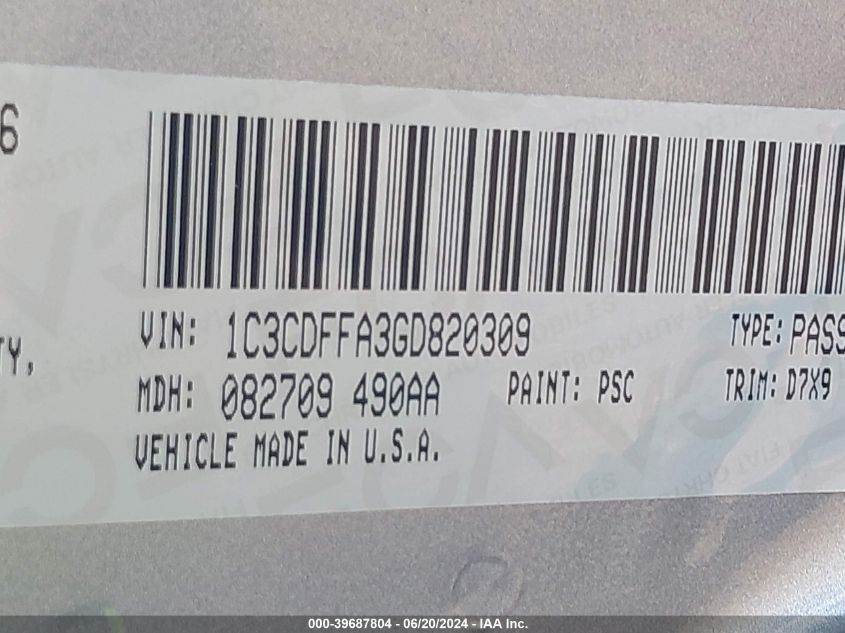 6
VIN: 1C3CDFFA3GD820309 TYPE: PASS
TY,
MDH: 082709 490AA PAINT: PSC TRIM: D7X9
VEHICLE MADE IN U.S.A.
000-39687804 - 06/20/2024 - IAA Inc.